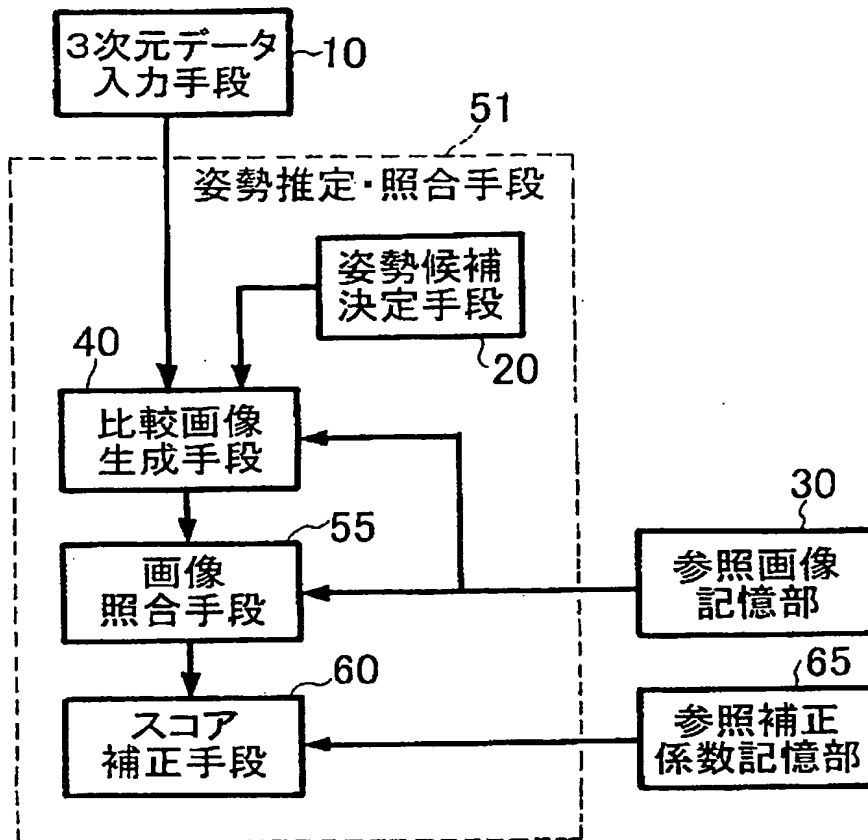 3次元データ
入力手段
10
51
姿勢推定・照合手段
姿勢候補
決定手段
20
40
比較画像
生成手段
30
55
画像
照合手段
参照画像
記憶部
60
65
スコア
補正手段
参照補正
係数記憶部